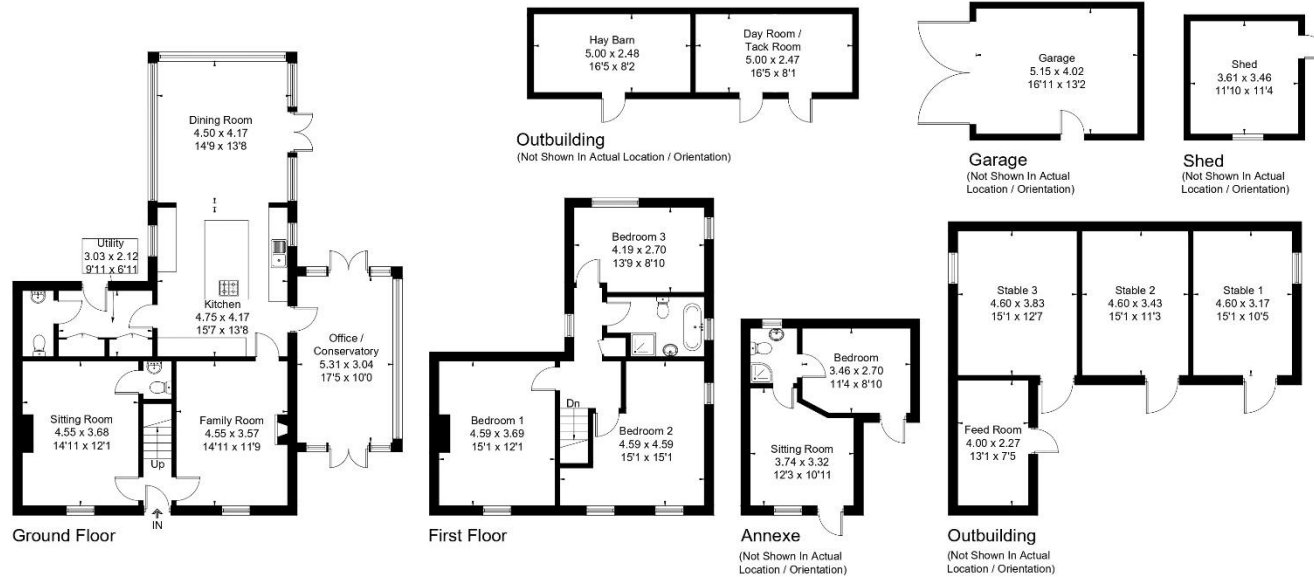 Dining Room
4.50 x 4.17
14'9 x 13'8
Utility
3.03 x 2.12
9'11 x 6'11
Kitchen
4.75 x 4.17
15'7 x 13'8
Office /
Conservatory
5.31 x 3.04
17'5 x 10'0
Sitting Room
4.55 x 3.68
14'11 x 12'1
Family Room
4.55 x 3.57
14'11 x 11'9
Up
IN
Ground Floor
Bedroom 3
4.19 x 2.70
13'9 x 8'10
Bedroom 1
4.59 x 3.69
15'1 x 12'1
Dn
Bedroom 2
4.59 x 4.59
15'1 x 15'1
First Floor
Hay Barn
5.00 x 2.48
16'5 x 8'2
Day Room /
Tack Room
5.00 x 2.47
16'5 x 8'1
Outbuilding
(Not Shown In Actual Location / Orientation)
Garage
5.15 x 4.02
16'11 x 13'2
Garage
(Not Shown In Actual
Location / Orientation)
Shed
3.61 x 3.46
11'10 x 11'4
Shed
(Not Shown In Actual
Location / Orientation)
Bedroom
3.46 x 2.70
11'4 x 8'10
Sitting Room
3.74 x 3.32
12'3 x 10'11
Annexe
(Not Shown In Actual
Location / Orientation)
Stable 3
4.60 x 3.83
15'1 x 12'7
Stable 2
4.60 x 3.43
15'1 x 11'3
Stable 1
4.60 x 3.17
15'1 x 10'5
Feed Room
4.00 x 2.27
13'1 x 7'5
Outbuilding
(Not Shown In Actual
Location / Orientation)